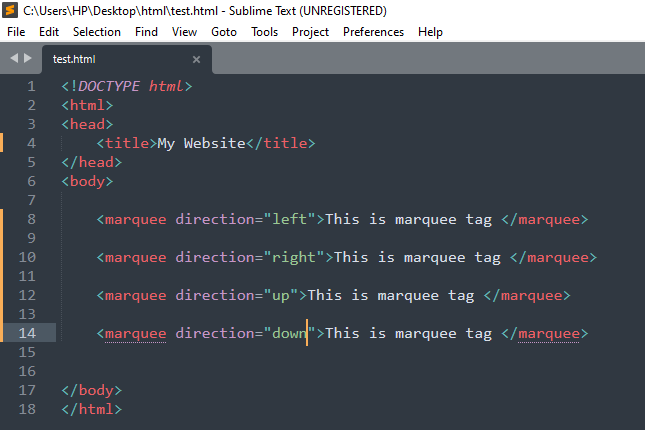 C:\Users\HP\Desktop\html\test.html - Sublime Text (UNREGISTERED)
File Edit Selection Find View Goto Tools Project Preferences Help
test.html ×
1 <!DOCTYPE html>
2 <html>
3 <head>
4 <title>My Website</title>
5 </head>
6 <body>
7
8 <marquee direction="left">This is marquee tag </marquee>
9
10 <marquee direction="right">This is marquee tag </marquee>
11
12 <marquee direction="up">This is marquee tag </marquee>
13
14 <marquee direction="down">This is marquee tag </marquee>
15
16
17 </body>
18 </html>